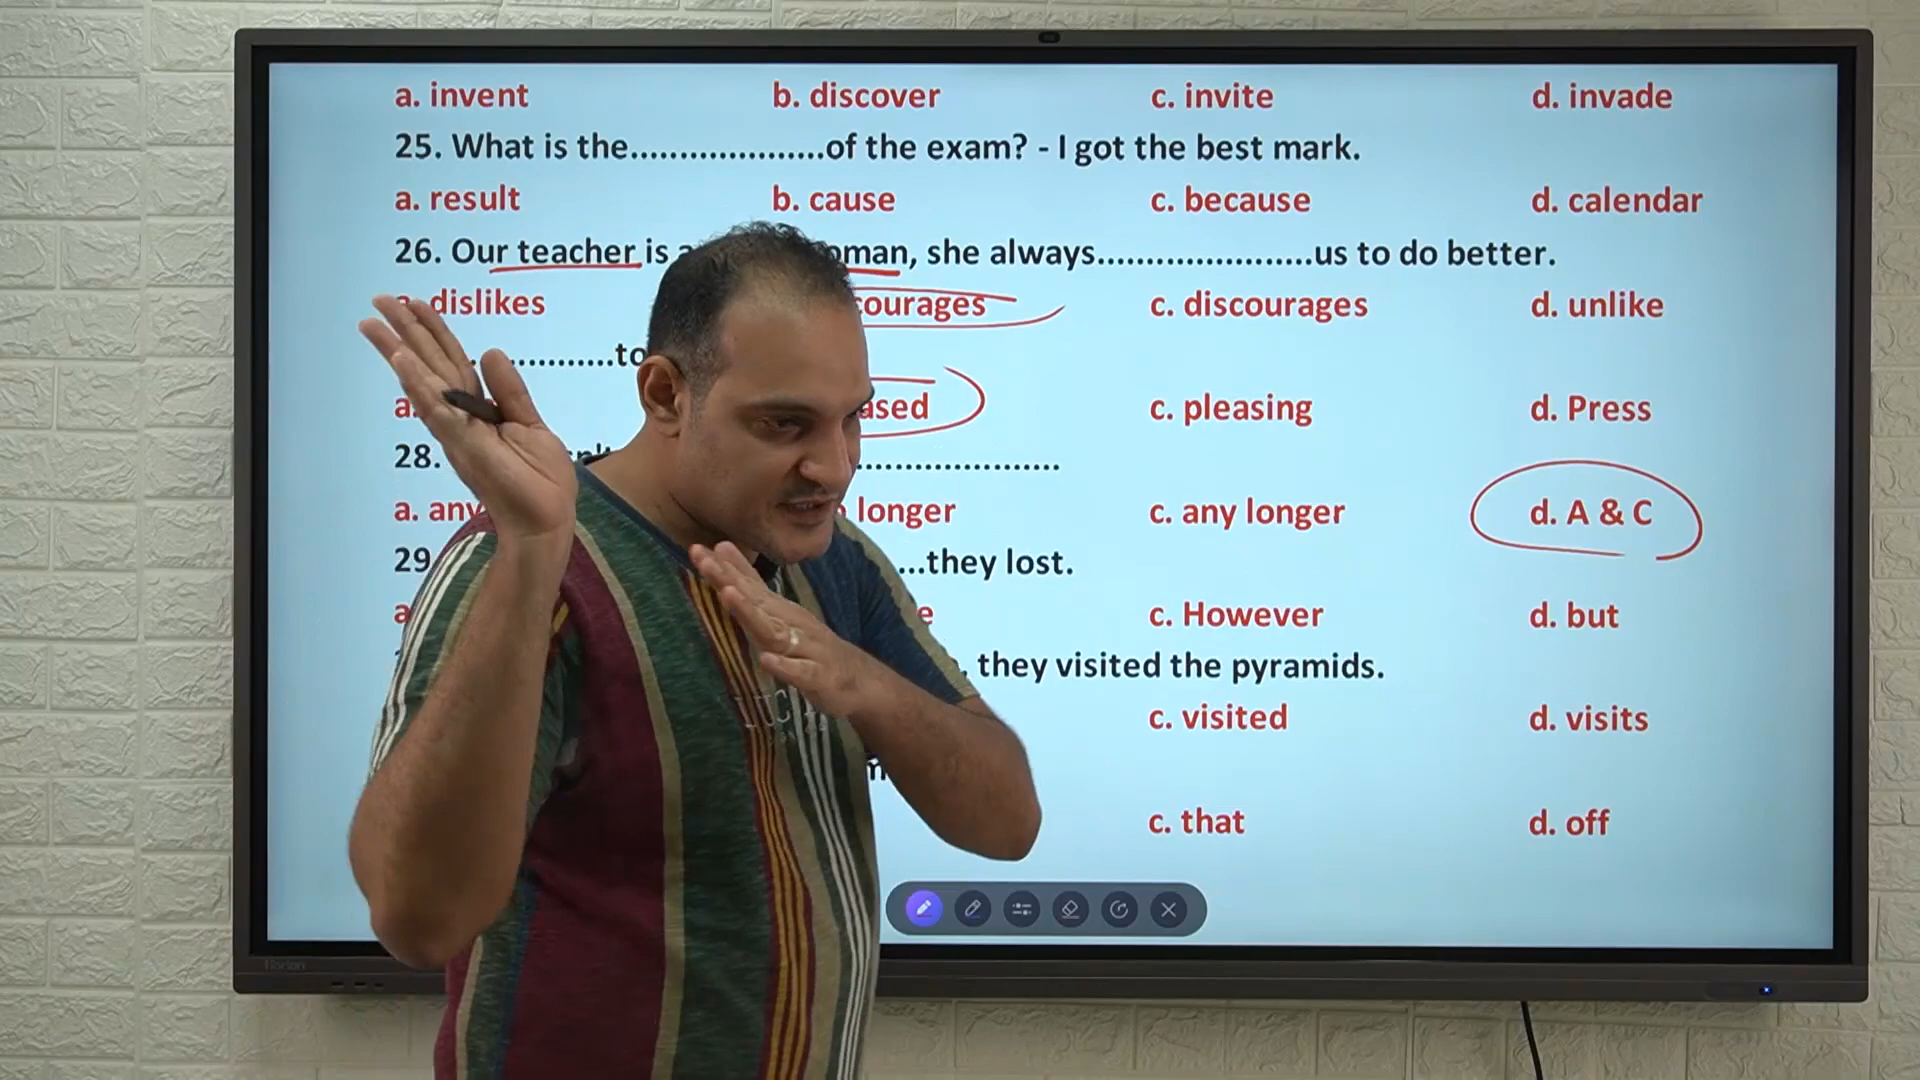 a. invent b. discover c. invite d. invade
25. What is the....................of the exam? - I got the best mark.
a. result b. cause c. because d. calendar
26. Our teacher is a oman, she always......................us to do better.
a. dislikes courages c. discourages d. unlike
..............to
a. ased c. pleasing d. Press
28. n't .....................
a. any longer c. any longer d. A & C
29 ...they lost.
a e c. However d. but
, they visited the pyramids.
c. visited d. visits
c. that d. off